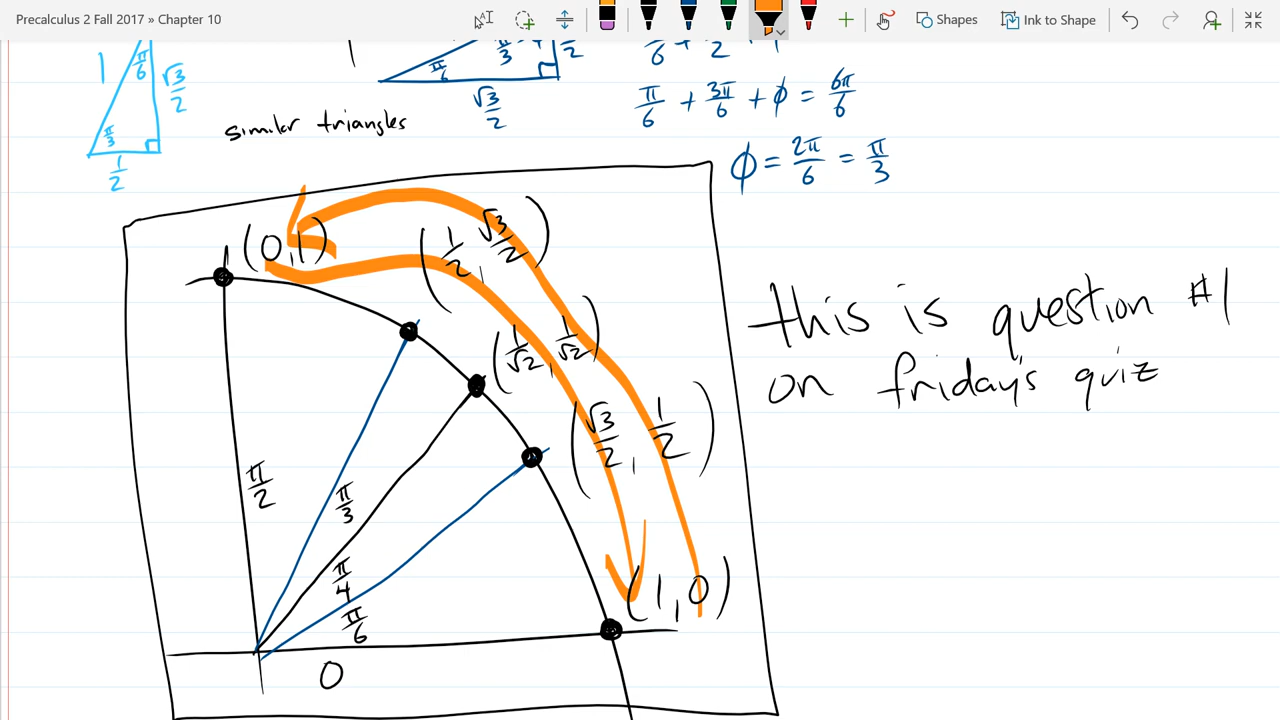 Precalculus 2 Fall 2017 » Chapter 10
Shapes
Ink to Shape
1
π/6
√3/2
π/3
1/2
π/6
π/3
√3/2
similar triangles
π/6 + 3π/6 + ϕ = 6π/6
ϕ = 2π/6 = π/3
(0,1)
(1/2, √3/2)
(1/√2, 1/√2)
(√3/2, 1/2)
(1,0)
π/2
π/3
π/4
π/6
0
this is question #1
on friday's quiz